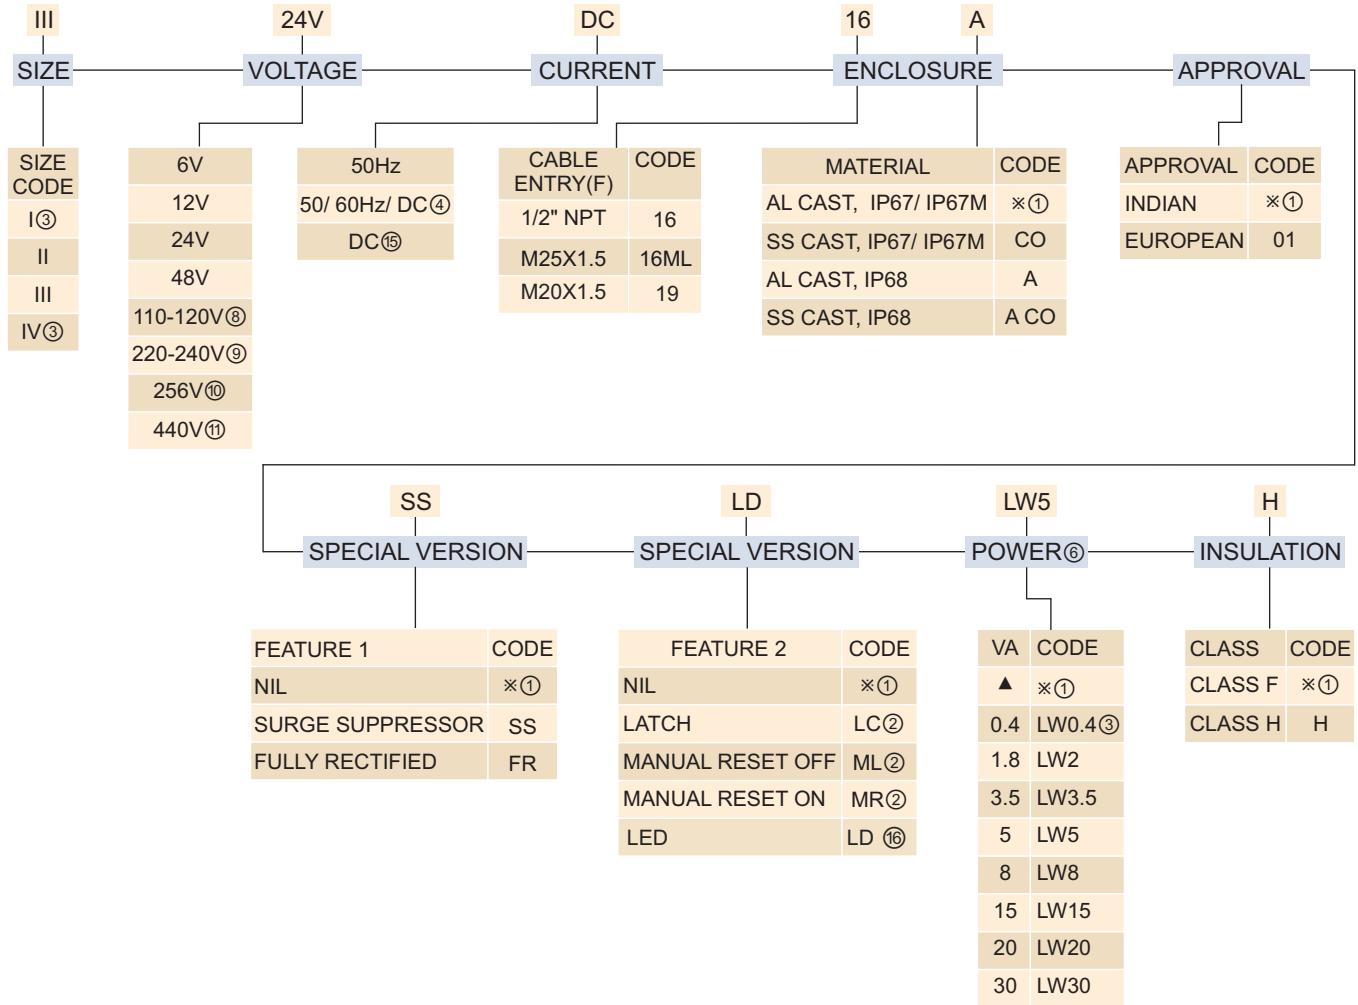 III 24V DC 16 A
SIZE VOLTAGE CURRENT ENCLOSURE APPROVAL
SIZE
CODE
I③
II
III
IV③
6V
12V
24V
48V
110-120V⑧
220-240V⑨
256V⑩
440V⑪
50Hz
50/ 60Hz/ DC④
DC⑮
CABLE
ENTRY(F) CODE
1/2" NPT 16
M25X1.5 16ML
M20X1.5 19
MATERIAL CODE
AL CAST, IP67/ IP67M ※①
SS CAST, IP67/ IP67M CO
AL CAST, IP68 A
SS CAST, IP68 A CO
APPROVAL CODE
INDIAN ※①
EUROPEAN 01
SS LD LW5 H
SPECIAL VERSION SPECIAL VERSION POWER⑥ INSULATION
FEATURE 1 CODE
NIL ※①
SURGE SUPPRESSOR SS
FULLY RECTIFIED FR
FEATURE 2 CODE
NIL ※①
LATCH LC②
MANUAL RESET OFF ML②
MANUAL RESET ON MR②
LED LD ⑯
VA CODE
▲ ※①
0.4 LW0.4③
1.8 LW2
3.5 LW3.5
5 LW5
8 LW8
15 LW15
20 LW20
30 LW30
CLASS CODE
CLASS F ※①
CLASS H H